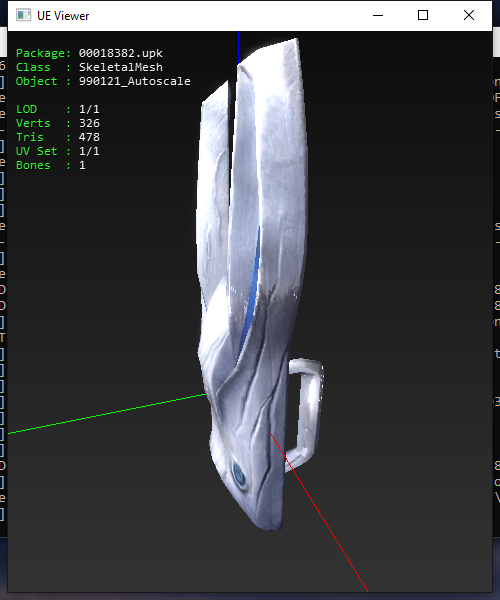 UE Viewer
Package: 00018382.upk
Class  : SkeletalMesh
Object : 990121_Autoscale
LOD    : 1/1
Verts  : 326
Tris   : 478
UV Set : 1/1
Bones  : 1